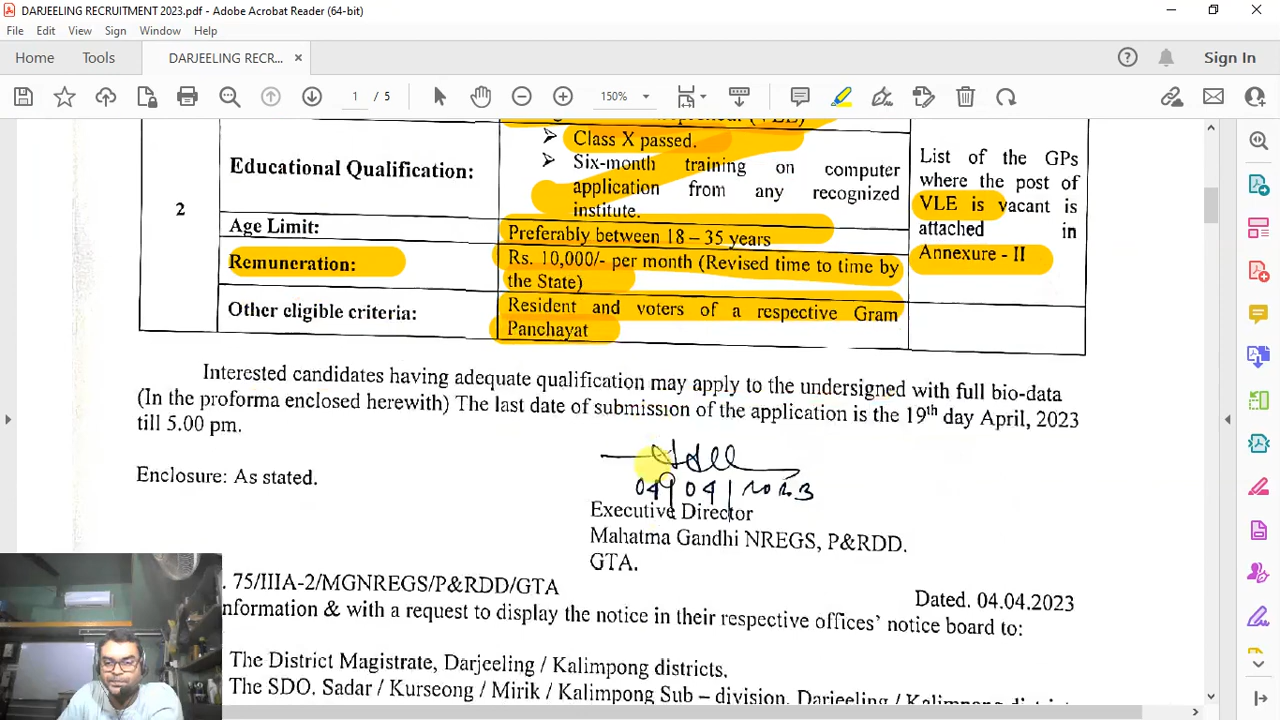 DARJEELING RECRUITMENT 2023.pdf - Adobe Acrobat Reader (64-bit)
File Edit View Sign Window Help
Home Tools DARJEELING RECR... × Sign In
1 / 5 150%
Class X passed.
Educational Qualification:
Six-month training on computer
application from any recognized
institute.
List of the GPs
where the post of
VLE is vacant is
attached in
Annexure - II
2
Age Limit:
Preferably between 18 – 35 years
Remuneration:
Rs. 10,000/- per month (Revised time to time by
the State)
Other eligible criteria:
Resident and voters of a respective Gram
Panchayat
Interested candidates having adequate qualification may apply to the undersigned with full bio-data
(In the proforma enclosed herewith) The last date of submission of the application is the 19th day April, 2023
till 5.00 pm.
Enclosure: As stated.
04/04/2023
Executive Director
Mahatma Gandhi NREGS, P&RDD.
GTA.
. 75/IIIA-2/MGNREGS/P&RDD/GTA
Dated. 04.04.2023
nformation & with a request to display the notice in their respective offices' notice board to:
The District Magistrate, Darjeeling / Kalimpong districts.
The SDO. Sadar / Kurseong / Mirik / Kalimpong Sub – division, Darjeeling / Kalimpong